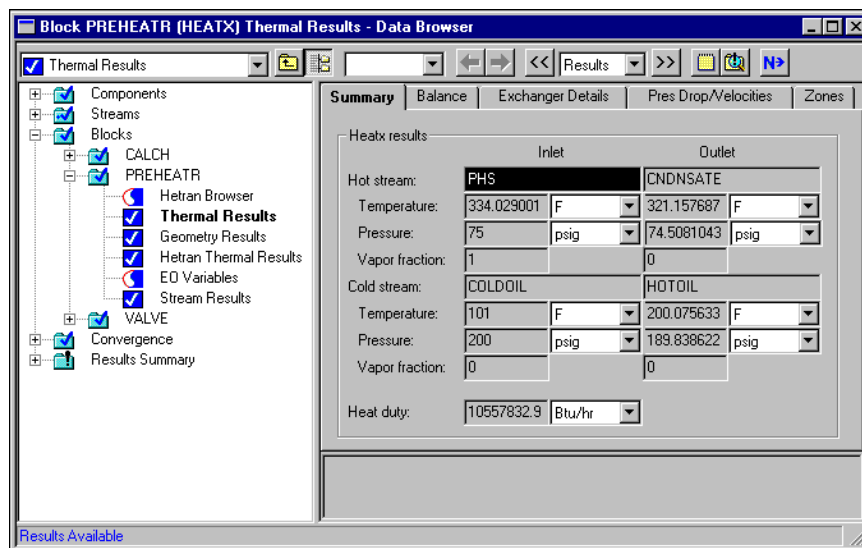 Block PREHEATR (HEATX) Thermal Results - Data Browser
Thermal Results
<< Results >> N>
Components
Streams
Blocks
CALCH
PREHEATR
Hetran Browser
Thermal Results
Geometry Results
Hetran Thermal Results
EO Variables
Stream Results
VALVE
Convergence
Results Summary
Summary Balance Exchanger Details Pres Drop/Velocities Zones
Heatx results
Inlet Outlet
Hot stream: PHS CNDNSATE
Temperature: 334.029001 F 321.157687 F
Pressure: 75 psig 74.5081043 psig
Vapor fraction: 1 0
Cold stream: COLDOIL HOTOIL
Temperature: 101 F 200.075633 F
Pressure: 200 psig 189.838622 psig
Vapor fraction: 0 0
Heat duty: 10557832.9 Btu/hr
Results Available